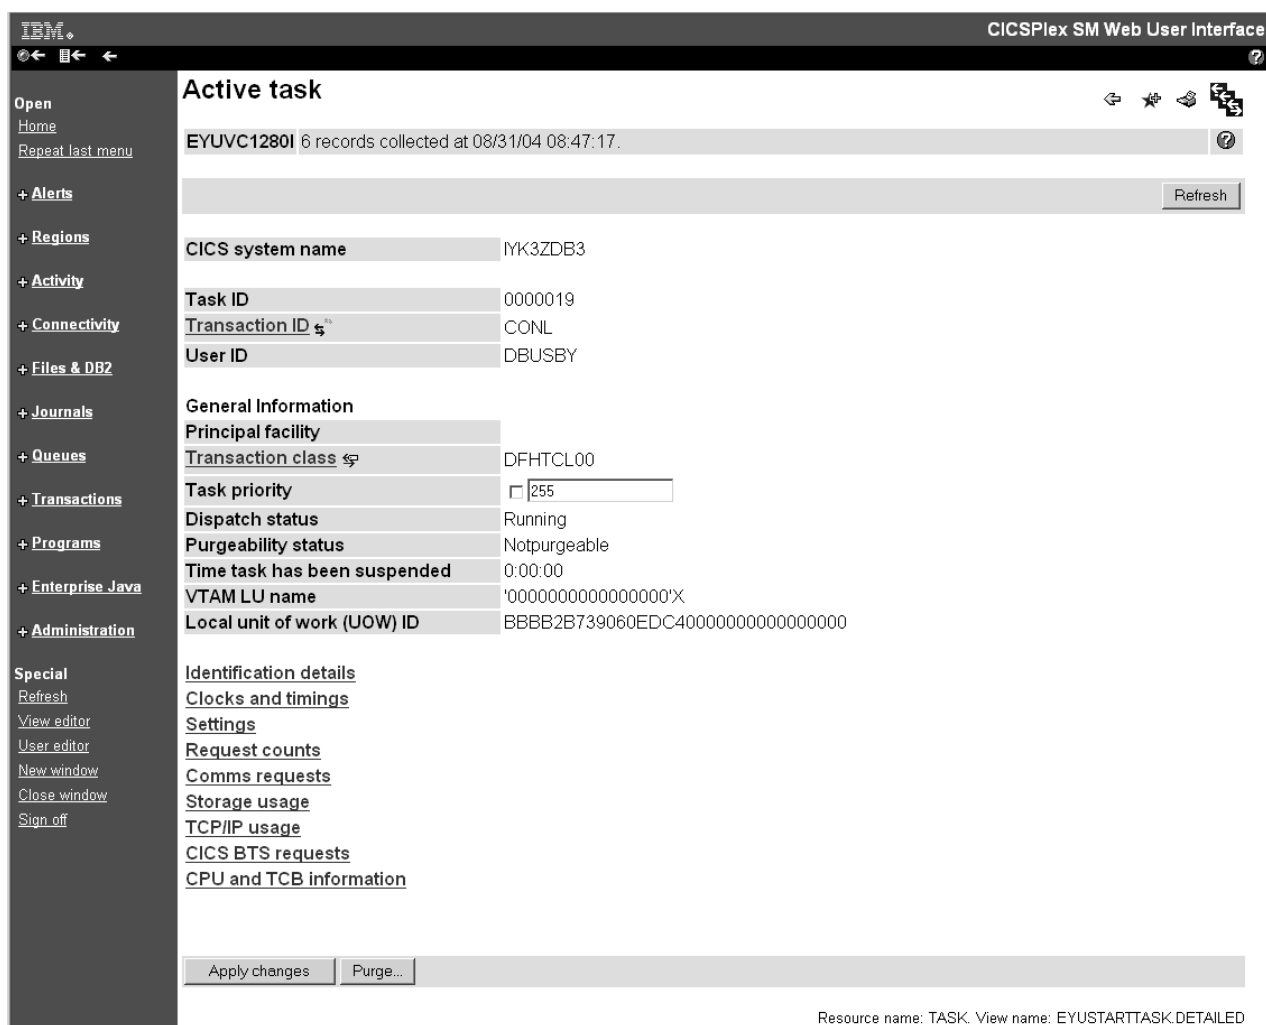 IBM.
CICSPlex SM Web User Interface
Open
Home
Repeat last menu
+ Alerts
+ Regions
+ Activity
+ Connectivity
+ Files & DB2
+ Journals
+ Queues
+ Transactions
+ Programs
+ Enterprise Java
+ Administration
Special
Refresh
View editor
User editor
New window
Close window
Sign off
Active task
EYUVC1280I 6 records collected at 08/31/04 08:47:17.
Refresh
CICS system name IYK3ZDB3
Task ID 0000019
Transaction ID CONL
User ID DBUSBY
General Information
Principal facility
Transaction class DFHTCL00
Task priority 255
Dispatch status Running
Purgeability status Notpurgeable
Time task has been suspended 0:00:00
VTAM LU name '0000000000000000'X
Local unit of work (UOW) ID BBBB2B739060EDC40000000000000000
Identification details
Clocks and timings
Settings
Request counts
Comms requests
Storage usage
TCP/IP usage
CICS BTS requests
CPU and TCB information
Apply changes Purge...
Resource name: TASK. View name: EYUSTARTTASK.DETAILED